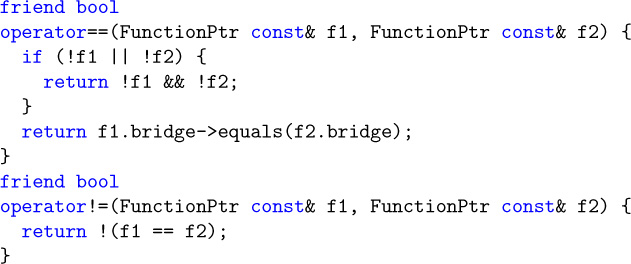 friend bool
operator==(FunctionPtr const& f1, FunctionPtr const& f2) {
  if (!f1 || !f2) {
    return !f1 && !f2;
  }
  return f1.bridge->equals(f2.bridge);
}
friend bool
operator!=(FunctionPtr const& f1, FunctionPtr const& f2) {
  return !(f1 == f2);
}